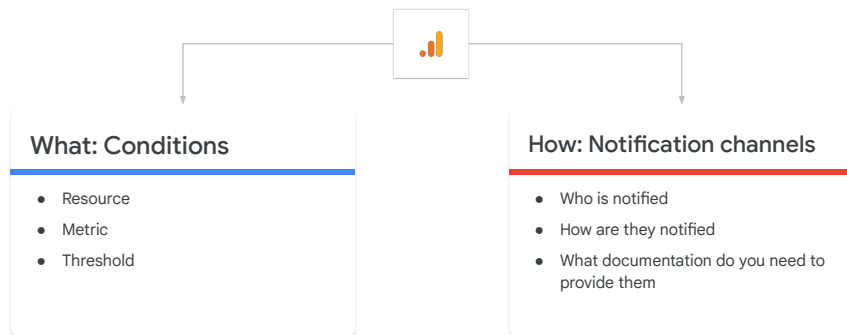 What: Conditions
● Resource
● Metric
● Threshold
How: Notification channels
● Who is notified
● How are they notified
● What documentation do you need to
provide them